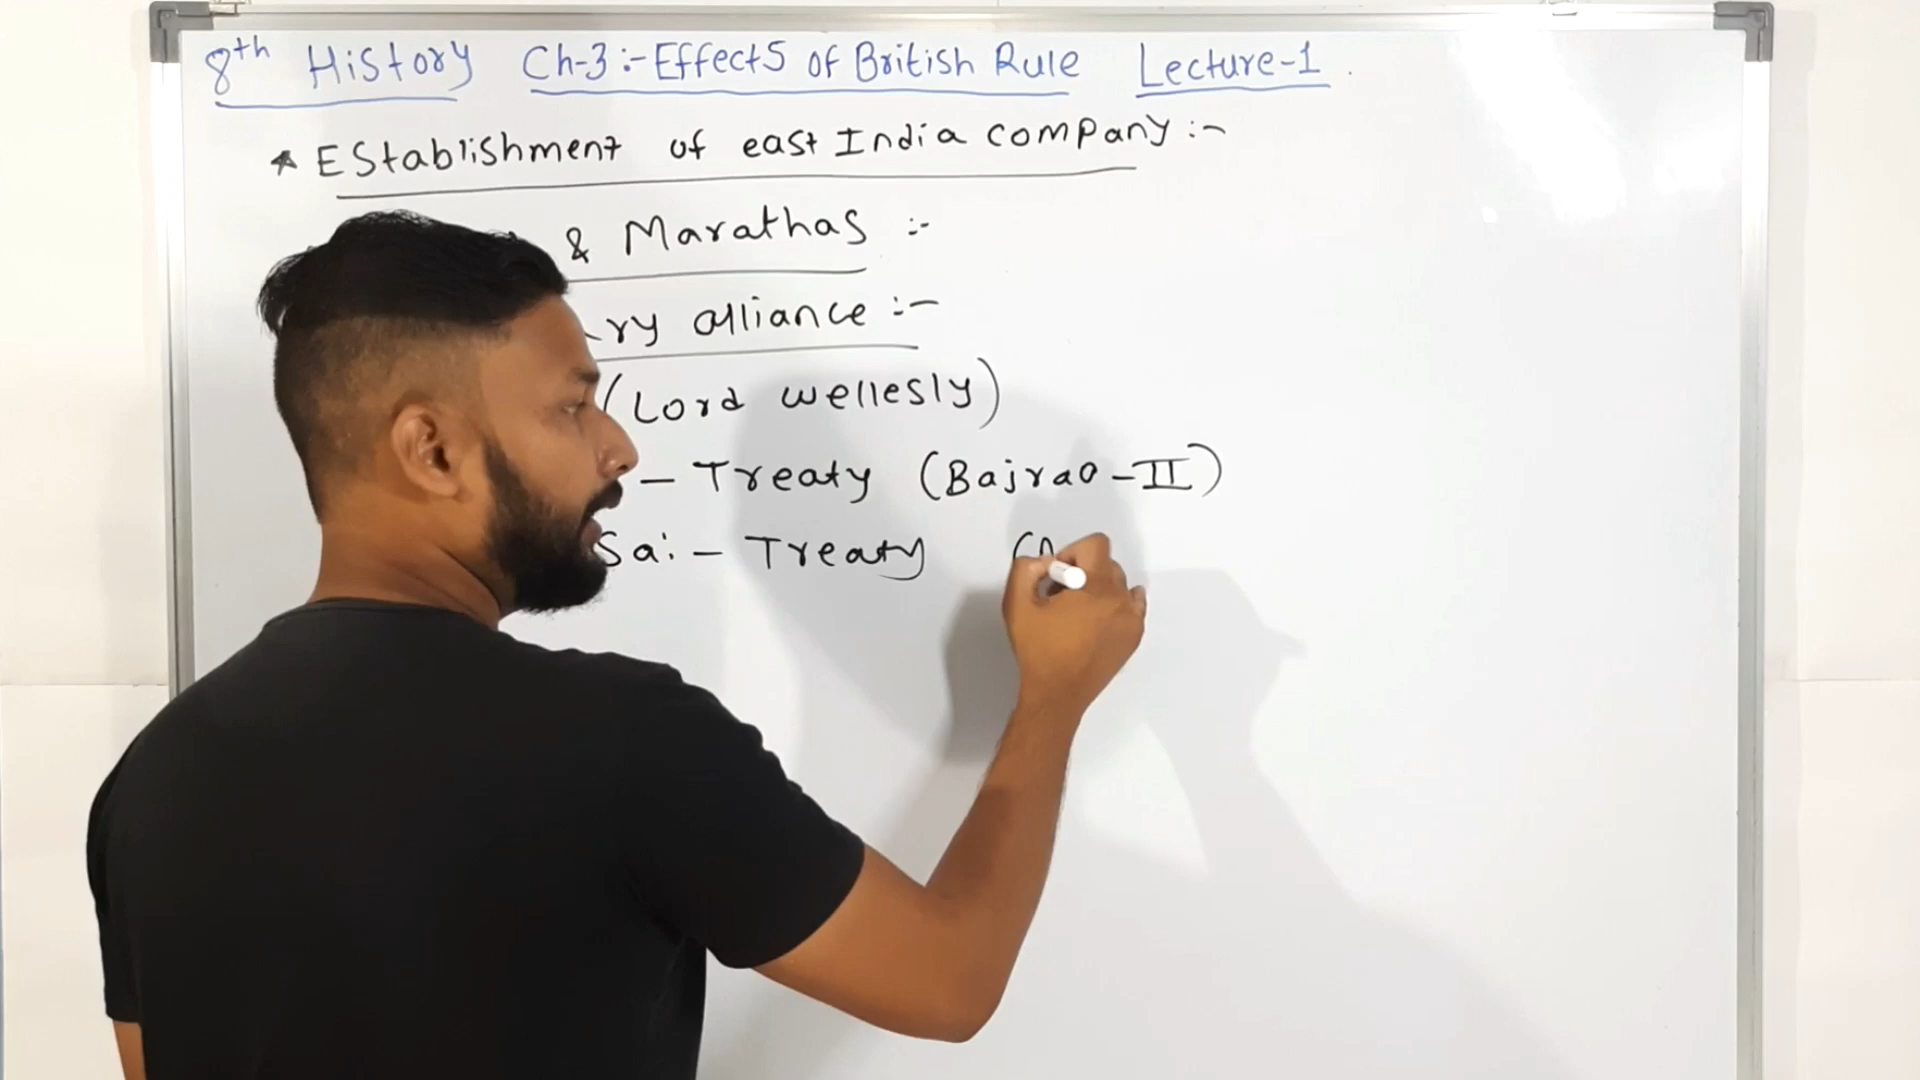 8th History Ch-3:- Effects of British Rule Lecture-1.
* Establishment of east India company:-
& Marathas :-
ry alliance :-
(Lord wellesly)
- Treaty (Bajrao-II)
Sai - Treaty (